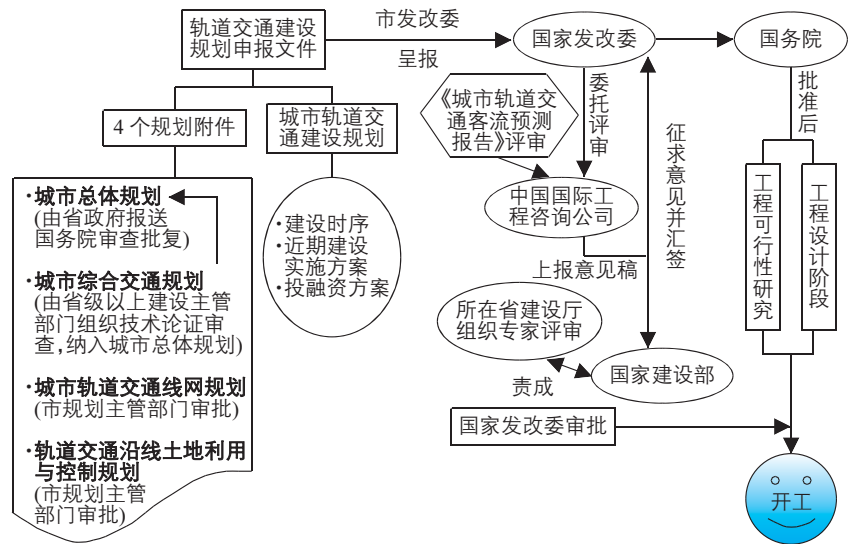 轨道交通建设
规划申报文件
市发改委
呈报
国家发改委
国务院
4个规划附件
城市轨道交
通建设规划
《城市轨道交
通客流预测
报告》评审
委托评审
批准后
征求意见并汇签
·城市总体规划
(由省政府报送
国务院审查批复)
·城市综合交通规划
(由省级以上建设主管
部门组织技术论证审
查,纳入城市总体规划)
·城市轨道交通线网规划
(市规划主管部门审批)
·轨道交通沿线土地利用
与控制规划
(市规划主管
部门审批)
·建设时序
·近期建设
实施方案
·投融资方案
中国国际工
程咨询公司
上报意见稿
所在省建设厅
组织专家评审
责成
国家建设部
工程可行性研究
工程设计阶段
国家发改委审批
开工